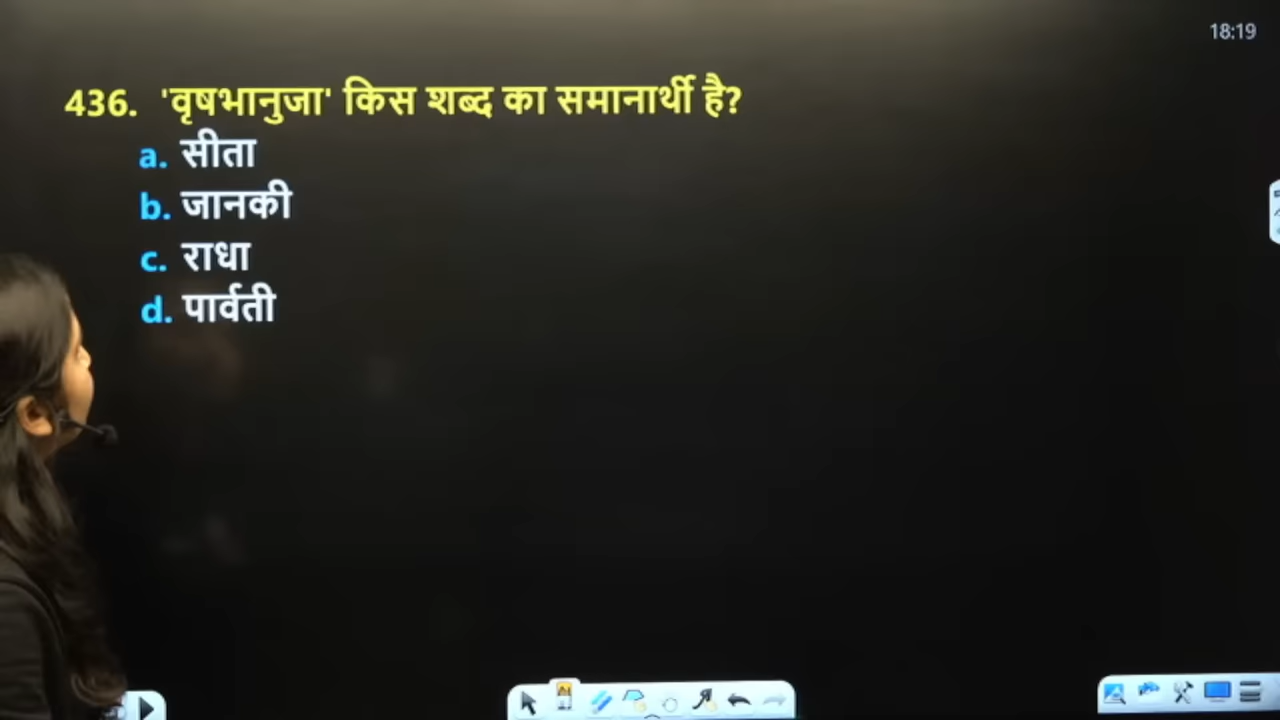 18:19
436. 'वृषभानुजा' किस शब्द का समानार्थी है?
a. सीता
b. जानकी
c. राधा
d. पार्वती